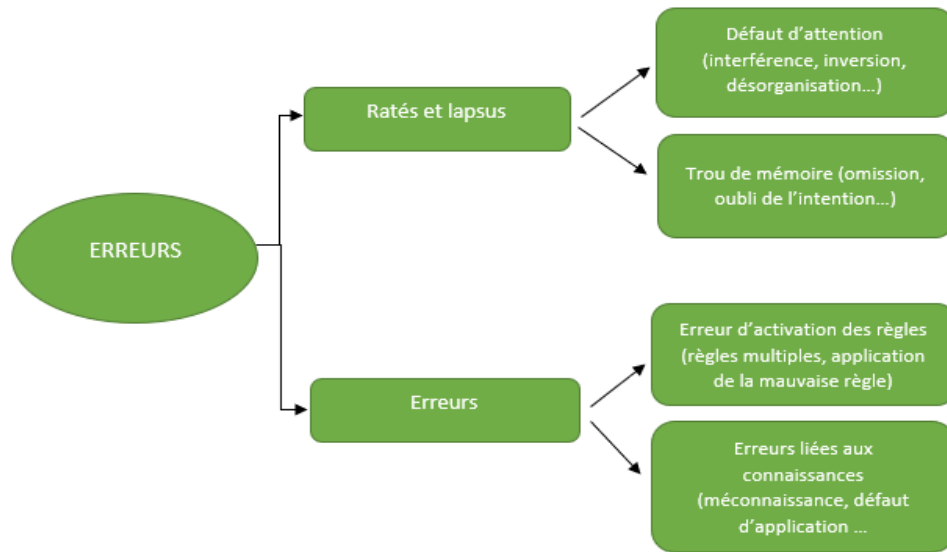 Défaut d’attention
(interférence, inversion,
désorganisation…)
Ratés et lapsus
Trou de mémoire (omission,
oubli de l’intention…)
ERREURS
Erreur d’activation des règles
(règles multiples, application
de la mauvaise règle)
Erreurs
Erreurs liées aux
connaissances
(méconnaissance, défaut
d’application …